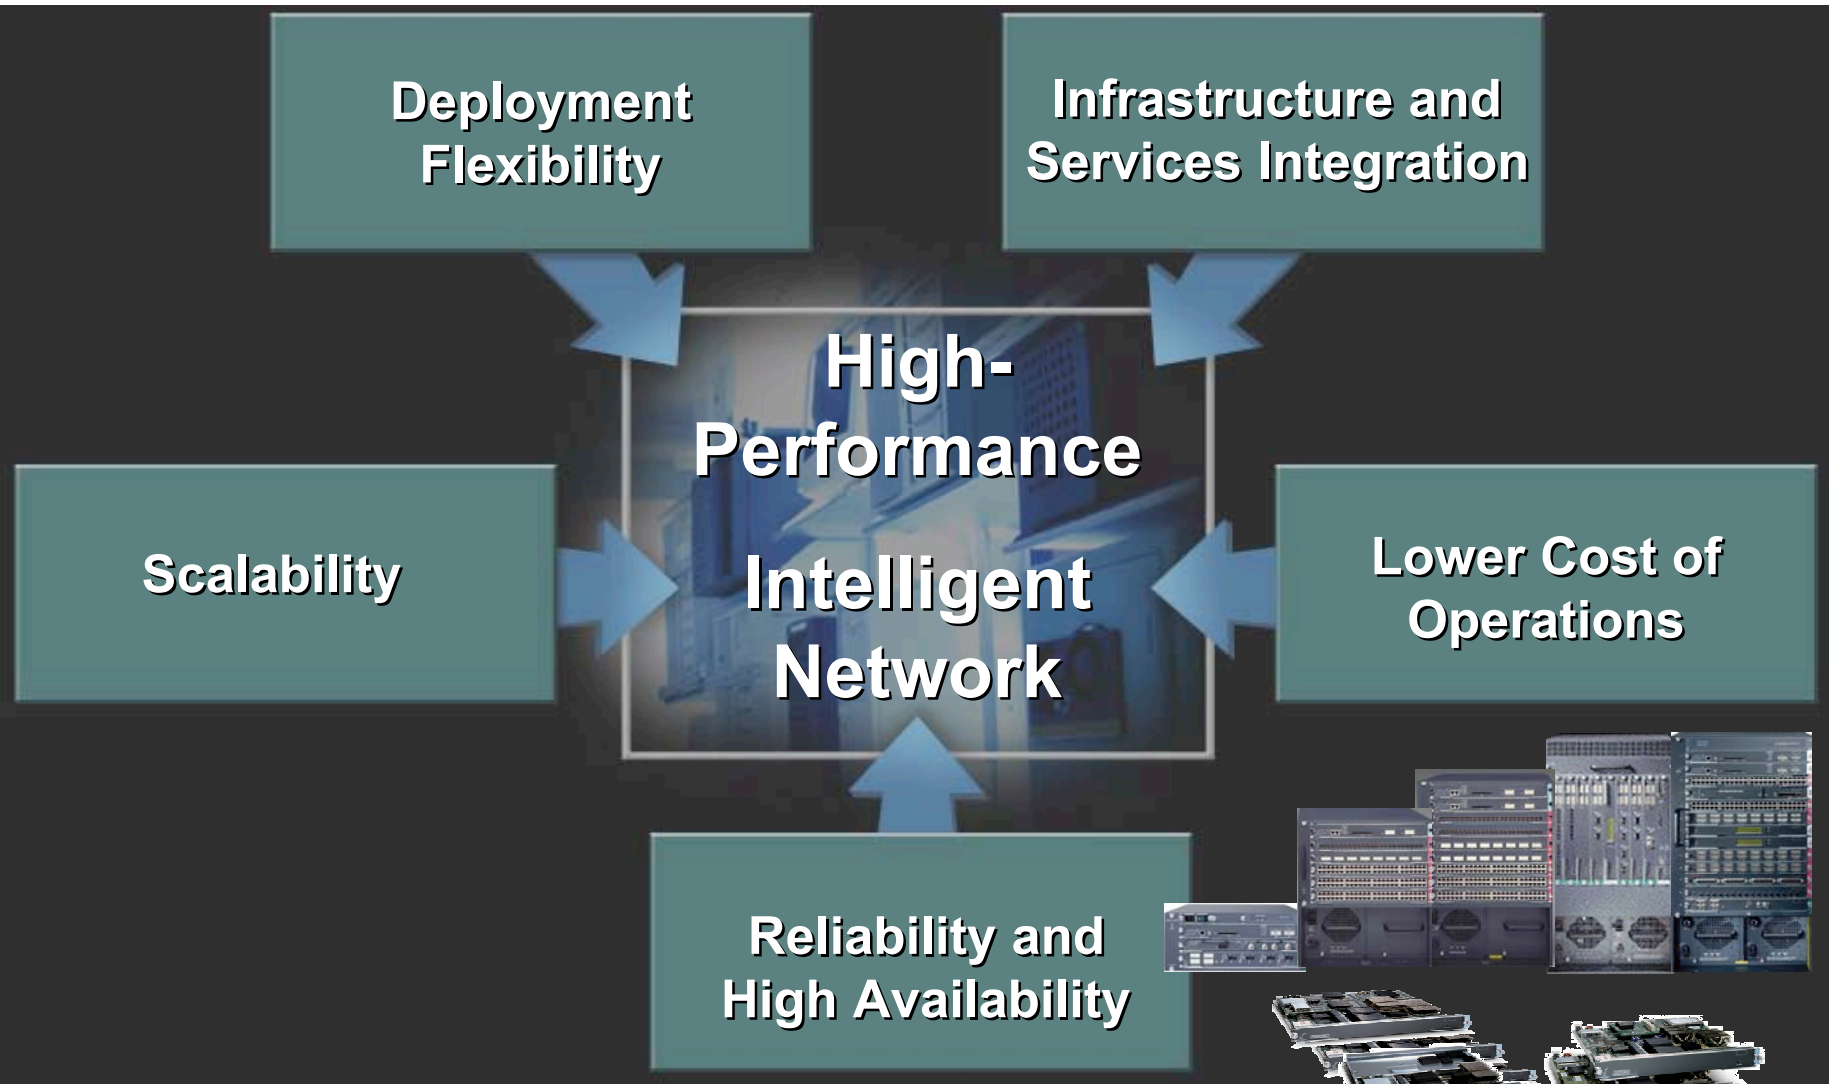 Deployment
Flexibility
Infrastructure and
Services Integration
High-
Performance
Intelligent
Network
Scalability
Lower Cost of
Operations
Reliability and
High Availability